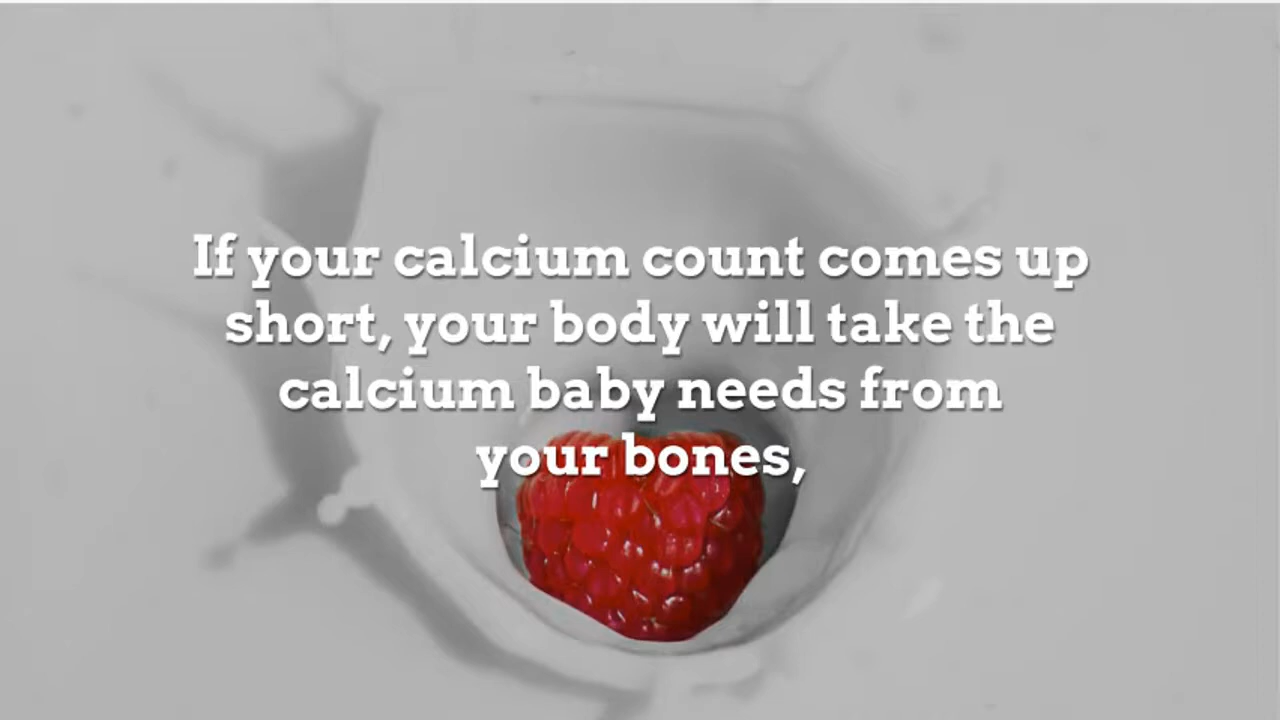 If your calcium count comes up
short, your body will take the
calcium baby needs from
your bones,